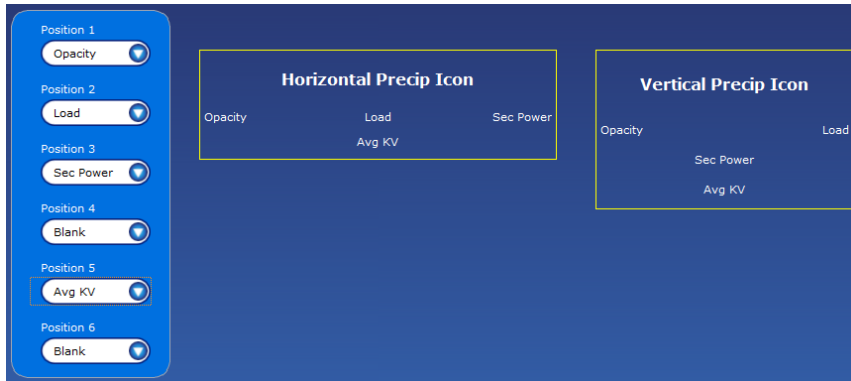 Position 1
Opacity
Position 2
Load
Position 3
Sec Power
Position 4
Blank
Position 5
Avg KV
Position 6
Blank
Horizontal Precip Icon
Opacity Load Sec Power
Avg KV
Vertical Precip Icon
Opacity Load
Sec Power
Avg KV